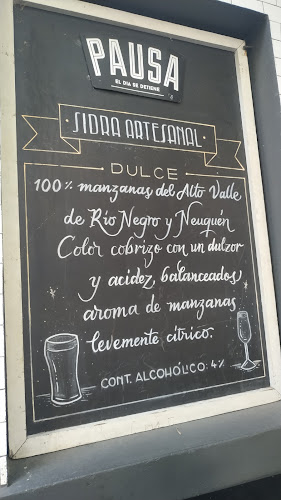 PAUSA
EL DÍA SE DETIENE
SIDRA ARTESANAL
DULCE
100% manzanas del Alto Valle
de Río Negro y Neuquén
Color cobrizo con un dulzor
y acidez balanceados
aroma de manzanas
levemente cítrico.
CONT. ALCOHÓLICO: 4%